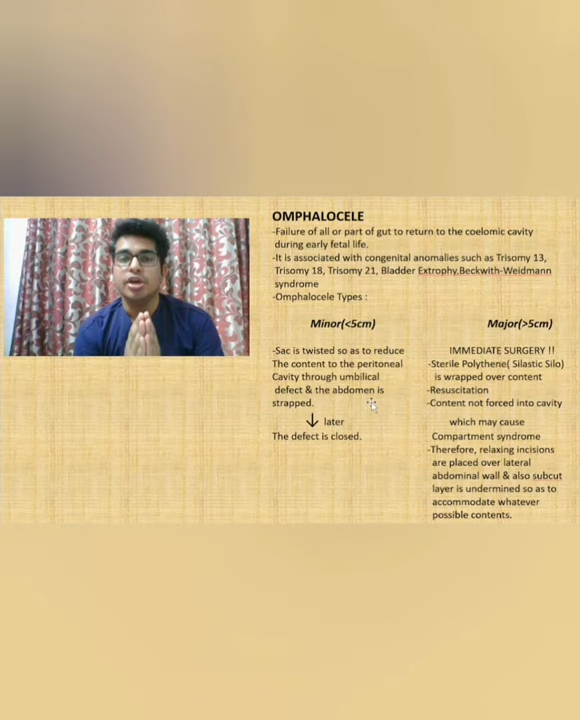 OMPHALOCELE
-Failure of all or part of gut to return to the coelomic cavity
during early fetal life.
-It is associated with congenital anomalies such as Trisomy 13,
Trisomy 18, Trisomy 21, Bladder Extrophy,Beckwith-Weidmann
syndrome
-Omphalocele Types :
Minor(<5cm)
-Sac is twisted so as to reduce
The content to the peritoneal
Cavity through umbilical
defect & the abdomen is
strapped.
↓ later
The defect is closed.
Major(>5cm)
IMMEDIATE SURGERY !!
-Sterile Polythene( Silastic Silo)
is wrapped over content
-Resuscitation
-Content not forced into cavity
which may cause
Compartment syndrome
-Therefore, relaxing incisions
are placed over lateral
abdominal wall & also subcut
layer is undermined so as to
accommodate whatever
possible contents.